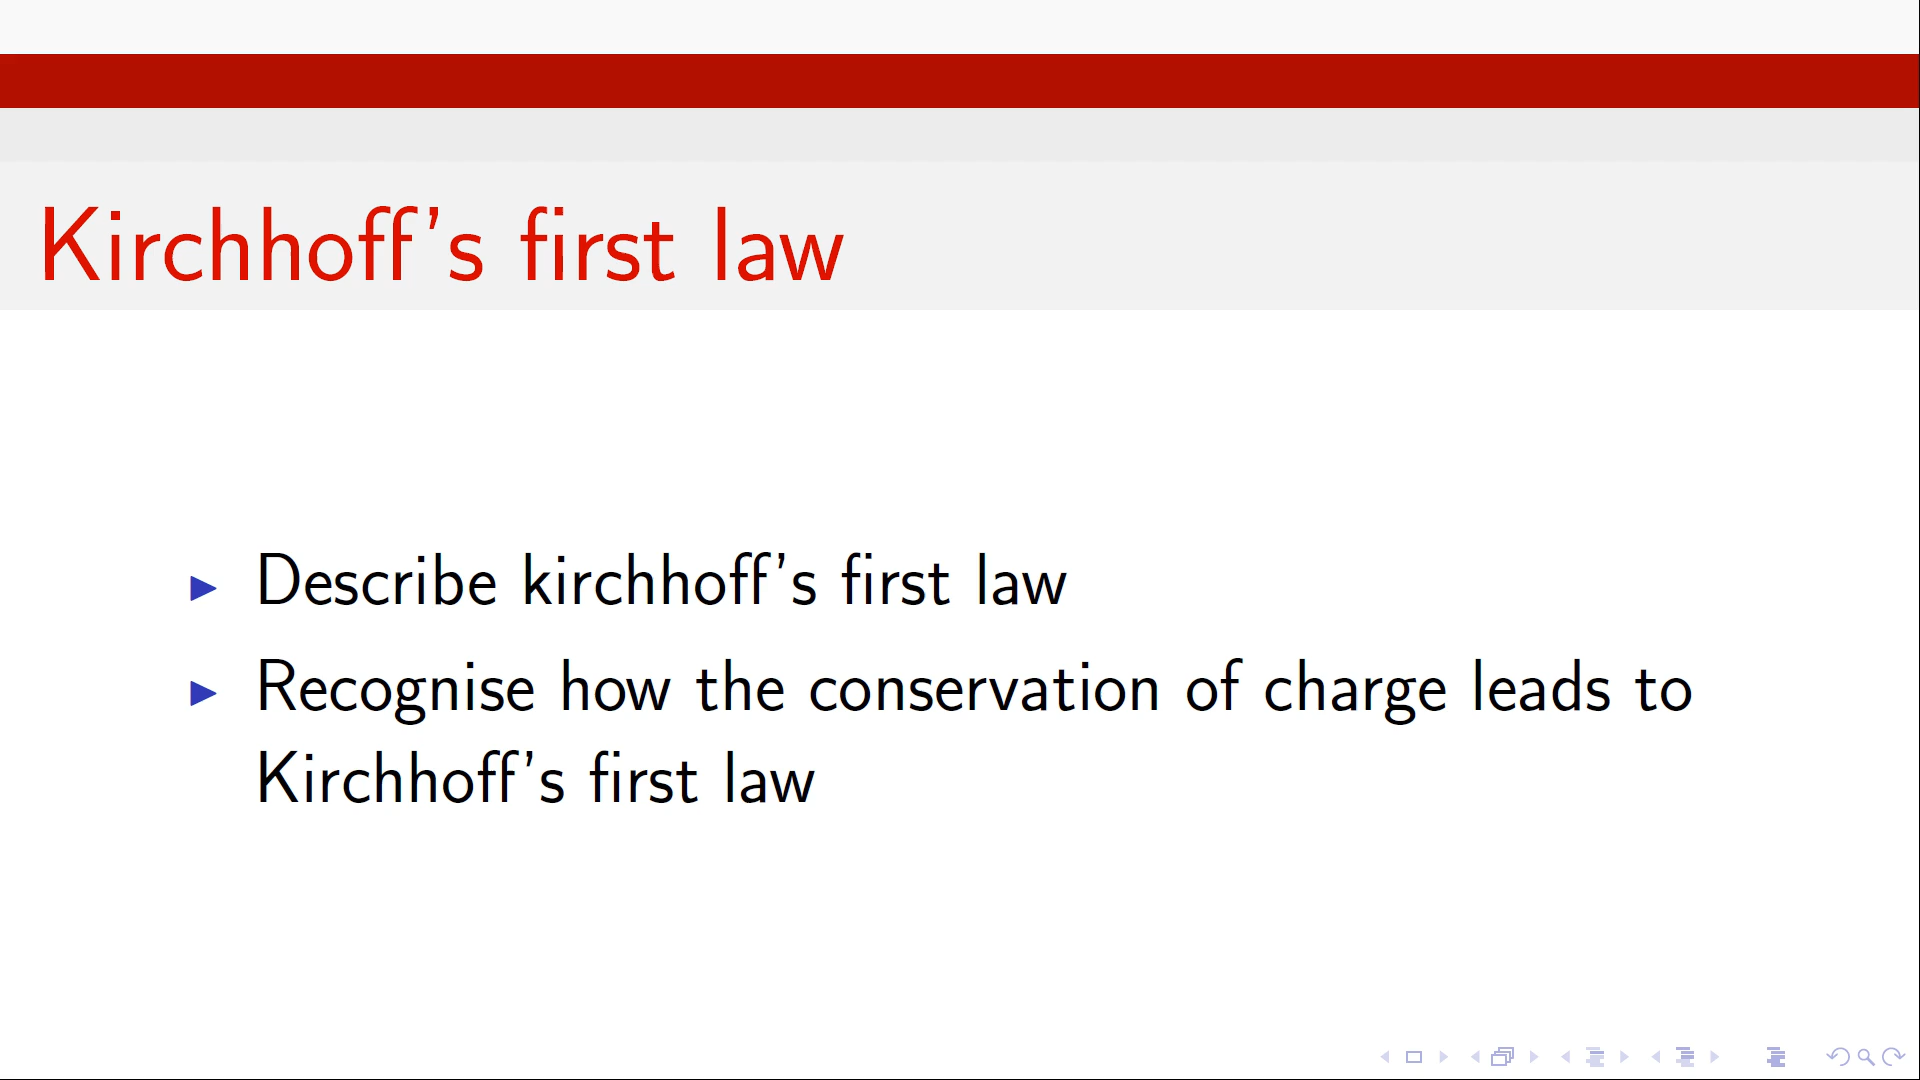 Kirchhoff's first law
Describe kirchhoff's first law
Recognise how the conservation of charge leads to
Kirchhoff's first law